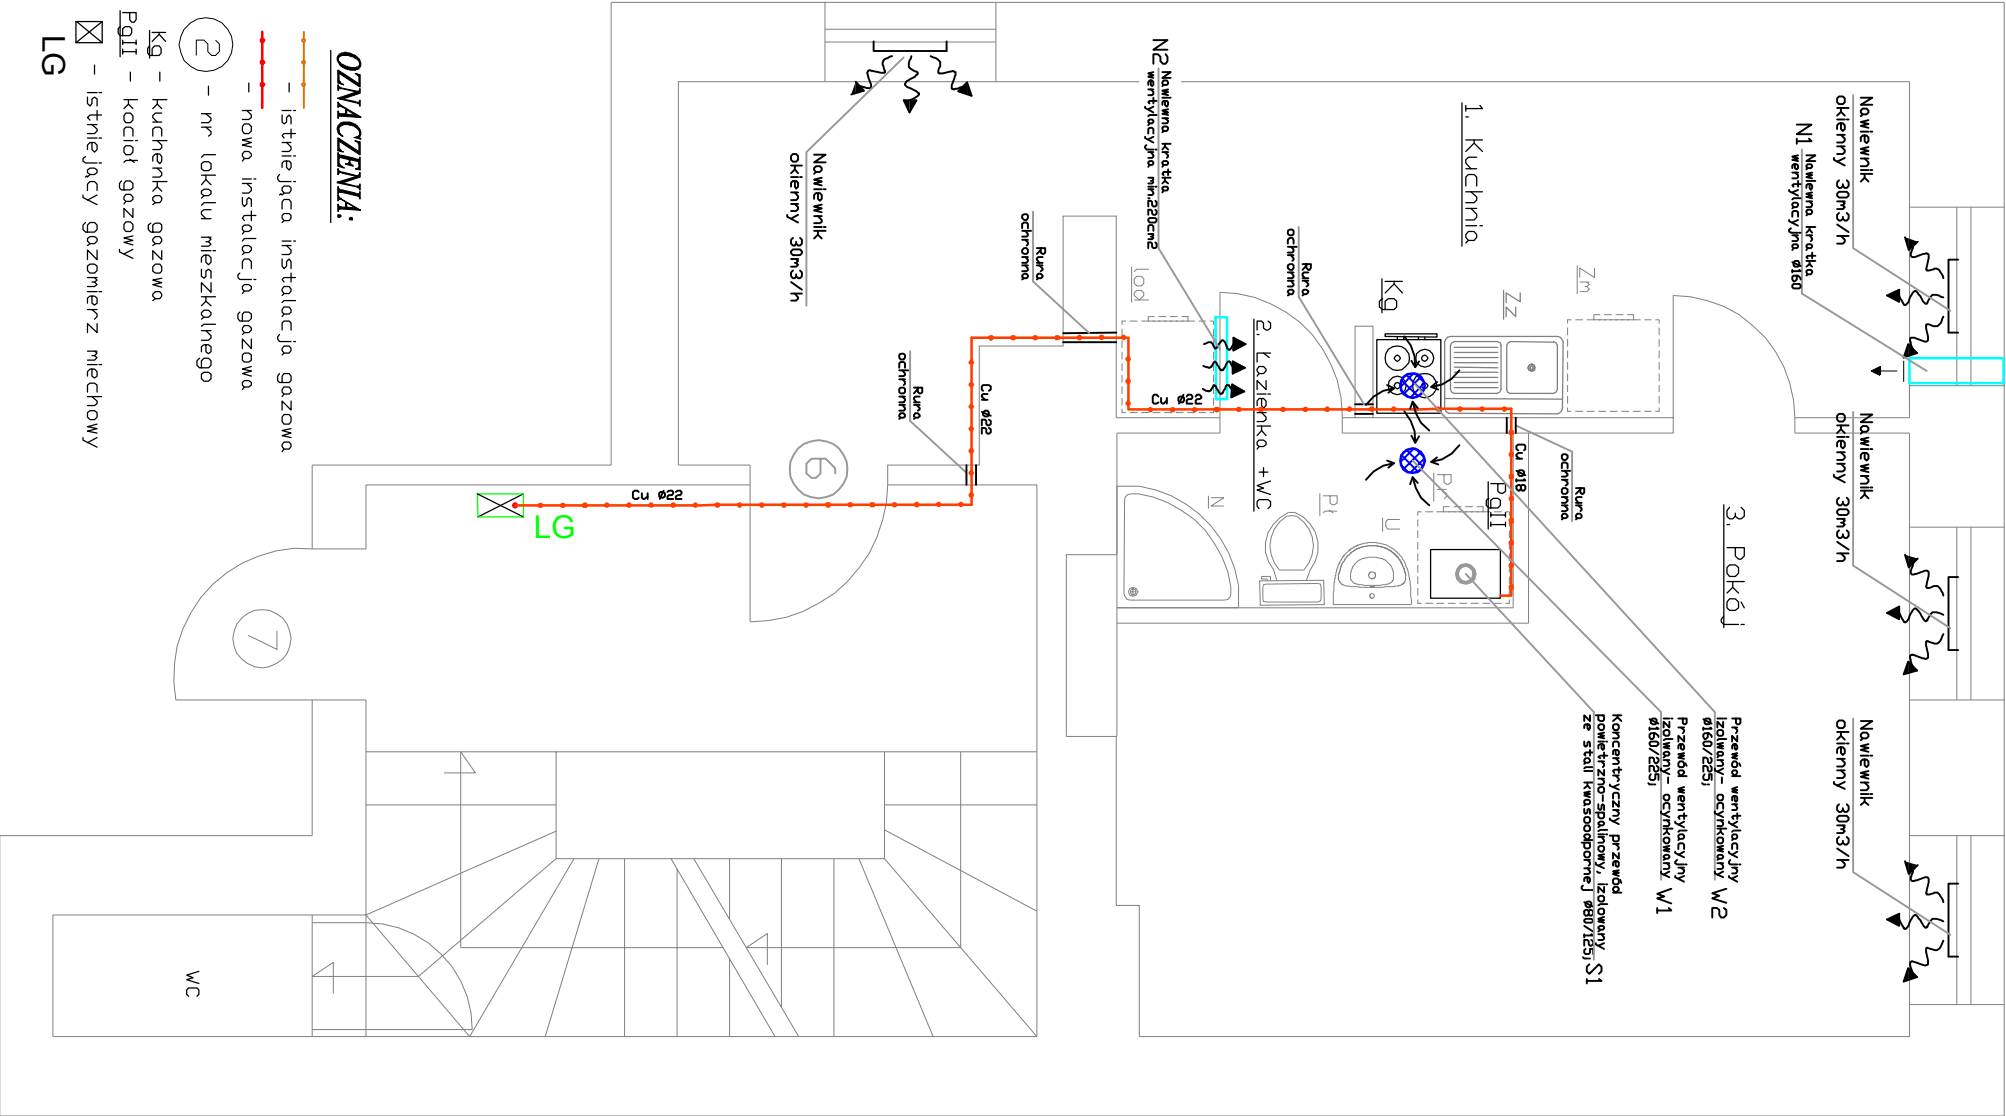 OZNACZENIA:
- istniejąca instalacja gazowa
- nowa instalacja gazowa
2 - nr lokalu mieszkalnego
Kg - kuchenka gazowa
PgII - kocioł gazowy
- istniejący gazomierz miechowy
LG
Nawiewnik
okienny 30m3/h
N2 Nawiewna kratka
wentylacyjna min.220cm2
1. Kuchnia
Nawiewnik
okienny 30m3/h
N1 Nawiewna kratka
wentylacyjna ø160
Rura
ochronna
Rura
ochronna
Rura
ochronna
Rura
ochronna
lod
Kg
Zz
Zm
2. Łazienka +WC
Cu ø22
Cu ø22
Cu ø22
Cu ø18
6
LG
7
N
Pł
U
PgII
3. Pokój
Nawiewnik
okienny 30m3/h
Nawiewnik
okienny 30m3/h
Przewód wentylacyjny
izolwany- ocynkowany
ø160/225; W2
Przewód wentylacyjny
izolwany- ocynkowany
ø160/225; W1
Koncentryczny przewód
powietrzno-spalinowy, izolowany
ze stali kwasoodpornej ø80/125; S1
WC